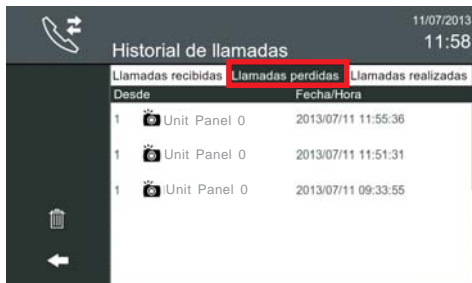 11/07/2013
Historial de llamadas 11:58
Llamadas recibidas Llamadas perdidas Llamadas realizadas
Desde Fecha/Hora
1 Unit Panel 0 2013/07/11 11:55:36
1 Unit Panel 0 2013/07/11 11:51:31
1 Unit Panel 0 2013/07/11 09:33:55